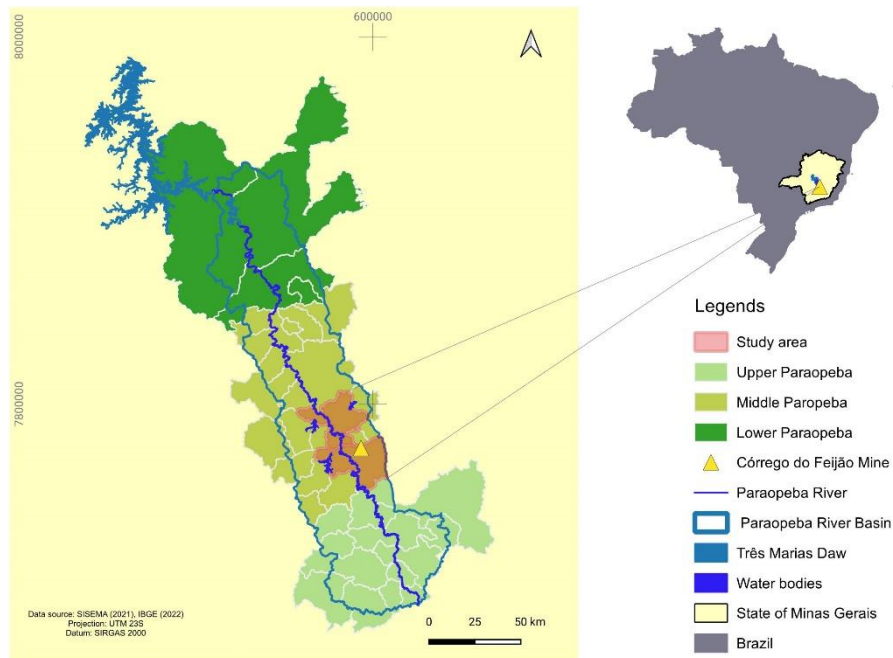 8000000
600000
7800000
Legends
Study area
Upper Paraopeba
Middle Paropeba
Lower Paraopeba
Córrego do Feijão Mine
Paraopeba River
Paraopeba River Basin
Três Marias Daw
Water bodies
State of Minas Gerais
Brazil
Data source: SISEMA (2021), IBGE (2022)
Projection: UTM 23S
Datum: SIRGAS 2000
0 25 50 km